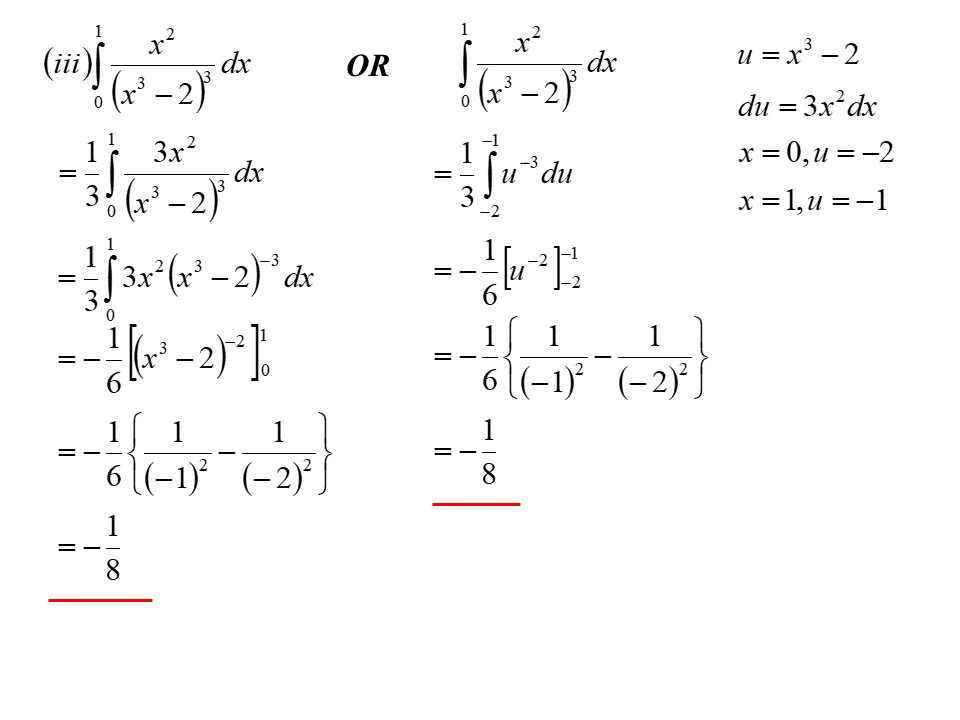 (iii) ∫₀¹ x²/(x³ − 2)³ dx
= 1/3 ∫₀¹ 3x²/(x³ − 2)³ dx
= 1/3 ∫₀¹ 3x²(x³ − 2)⁻³ dx
= −1/6 [(x³ − 2)⁻²]₀¹
= −1/6 {1/(−1)² − 1/(−2)²}
= −1/8
OR
∫₀¹ x²/(x³ − 2)³ dx
= 1/3 ∫₋₂⁻¹ u⁻³ du
= −1/6 [u⁻²]₋₂⁻¹
= −1/6 {1/(−1)² − 1/(−2)²}
= −1/8
u = x³ − 2
du = 3x²dx
x = 0, u = −2
x = 1, u = −1